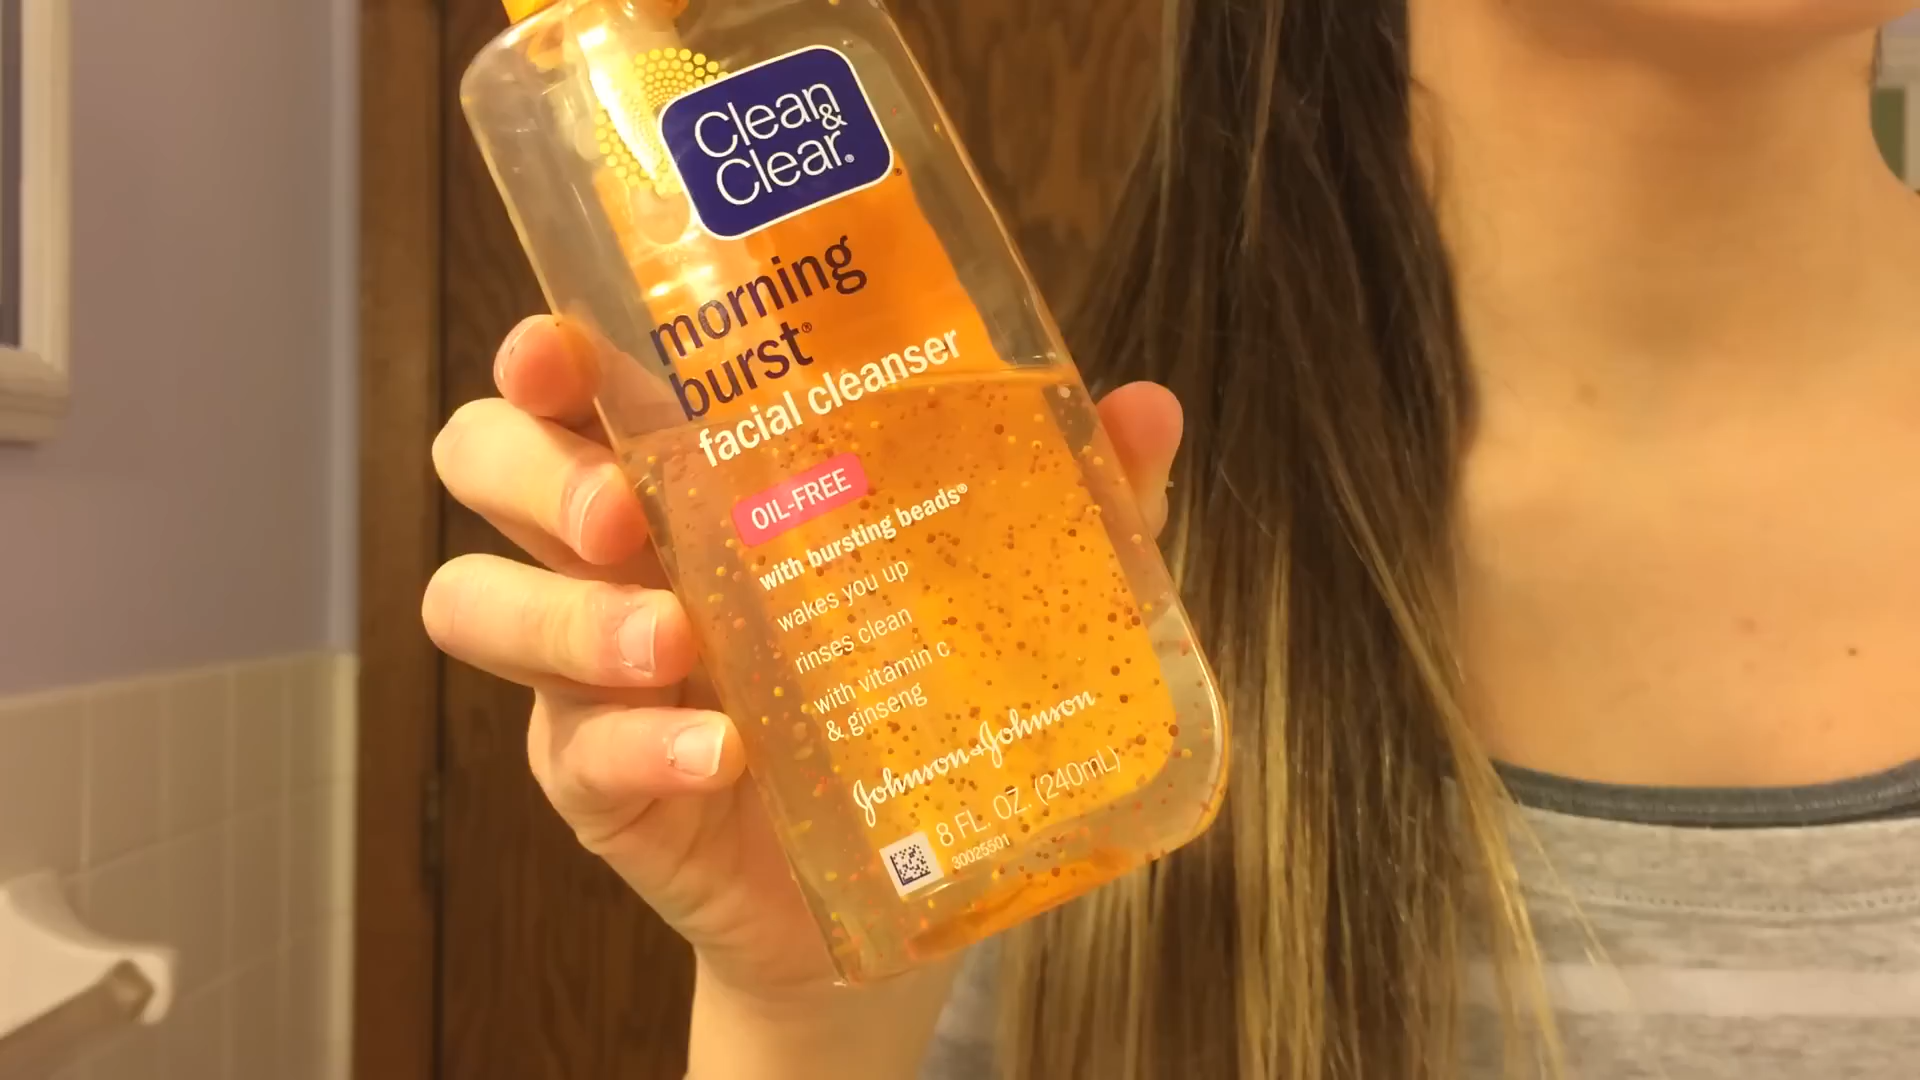 Clean
&
Clear®
morning
burst®
facial cleanser
OIL-FREE
with bursting beads®
wakes you up
rinses clean
with vitamin c
& ginseng
Johnson & Johnson
8 FL. OZ. (240mL)
30025501